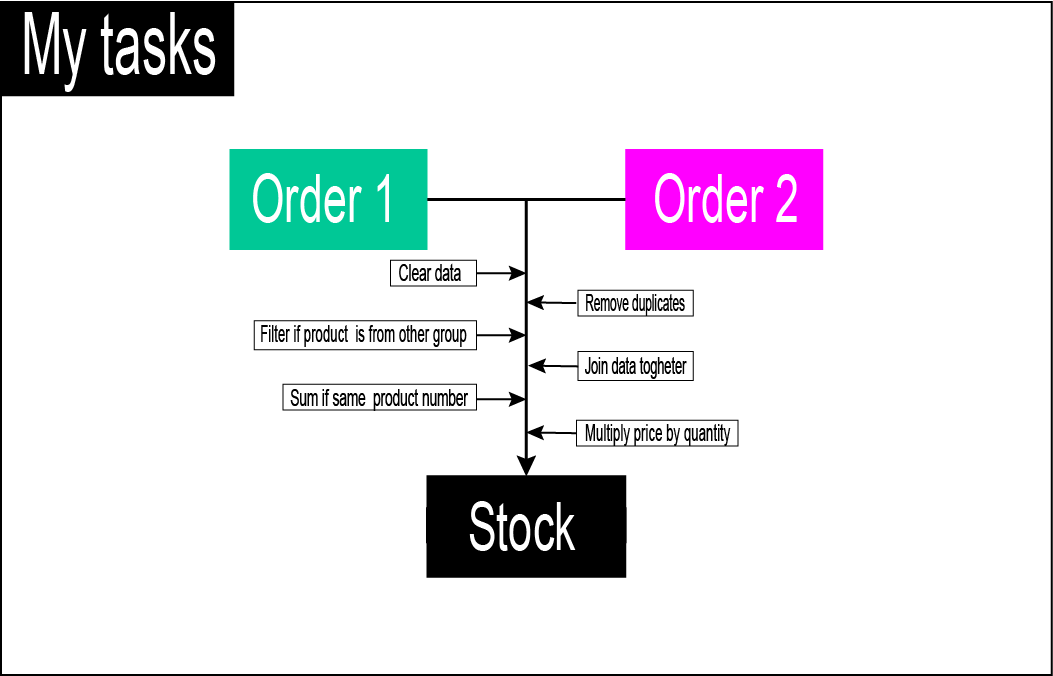 My tasks
Order 1
Order 2
Clear data
Remove duplicates
Filter if product is from other group
Join data togheter
Sum if same product number
Multiply price by quantity
Stock